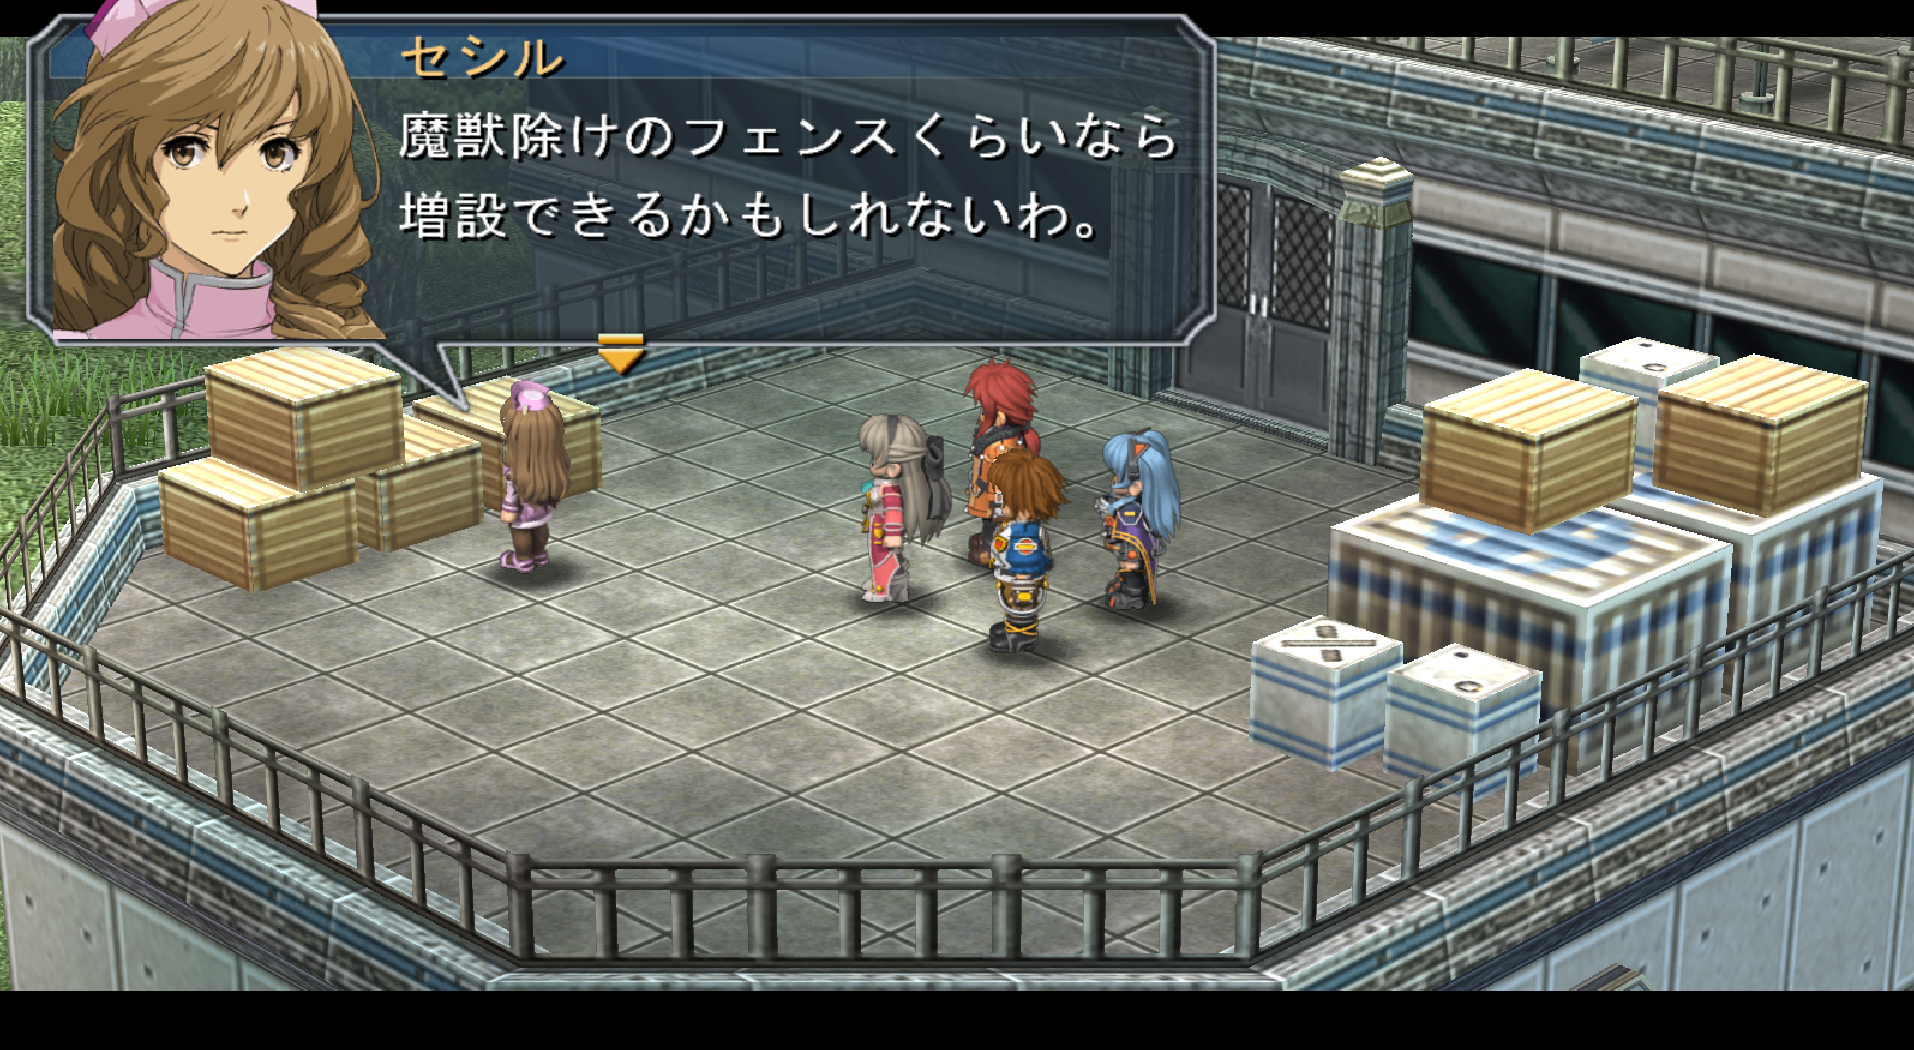 セシル
魔獣除けのフェンスくらいなら
増設できるかもしれないわ。